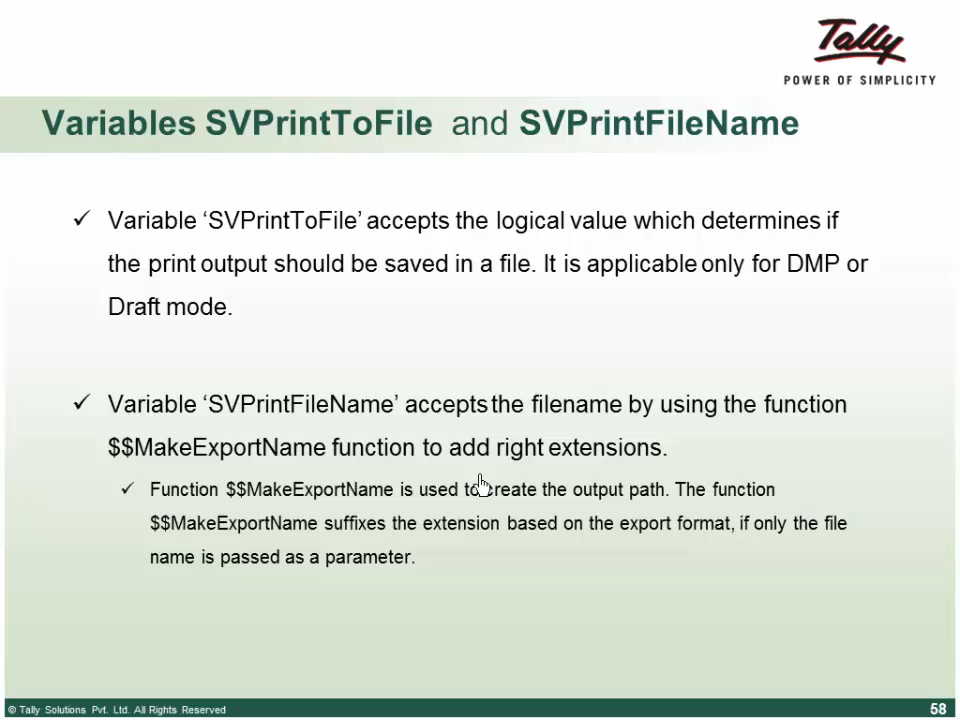 Tally
POWER OF SIMPLICITY
Variables SVPrintToFile and SVPrintFileName
✓ Variable ‘SVPrintToFile’ accepts the logical value which determines if
the print output should be saved in a file. It is applicable only for DMP or
Draft mode.
✓ Variable ‘SVPrintFileName’ accepts the filename by using the function
$$MakeExportName function to add right extensions.
✓ Function $$MakeExportName is used to create the output path. The function
$$MakeExportName suffixes the extension based on the export format, if only the file
name is passed as a parameter.
© Tally Solutions Pvt. Ltd. All Rights Reserved
58